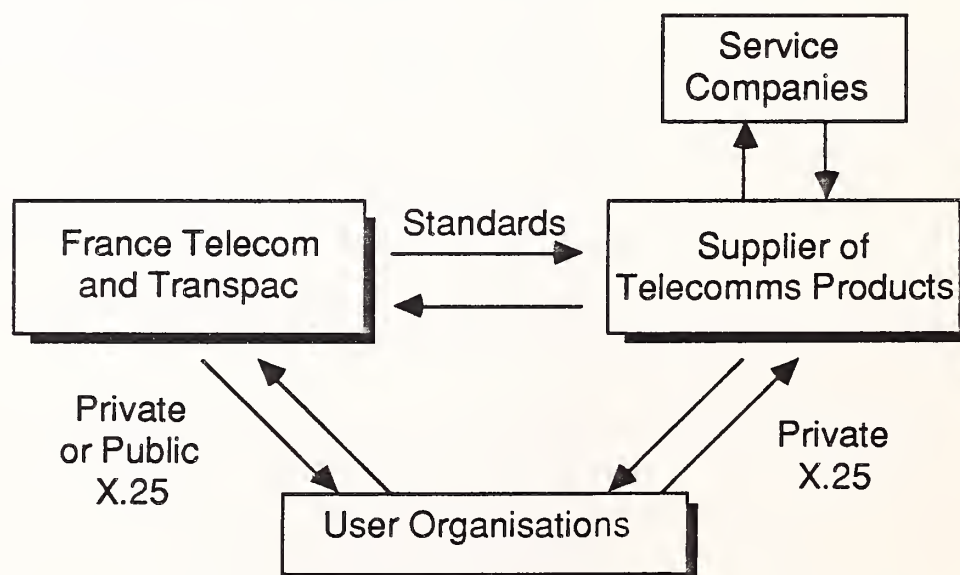 Service
Companies
France Telecom
and Transpac
Standards
Supplier of
Telecomms Products
Private
or Public
X.25
Private
X.25
User Organisations